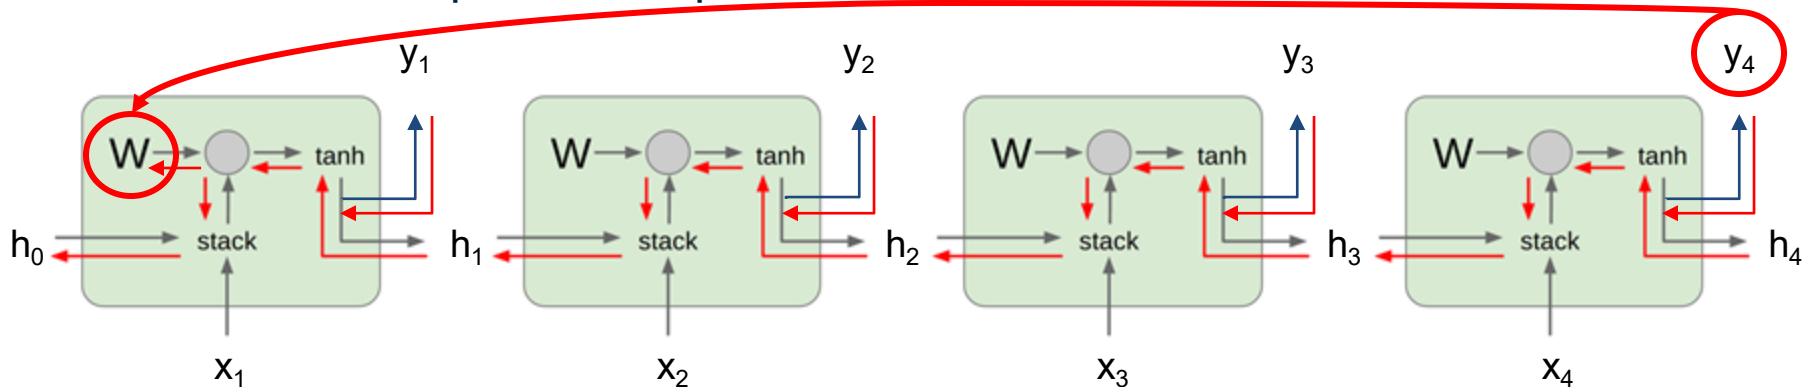 y1 y2 y3 y4
W tanh W tanh W tanh W tanh
h0 stack h1 stack h2 stack h3 stack h4
x1 x2 x3 x4